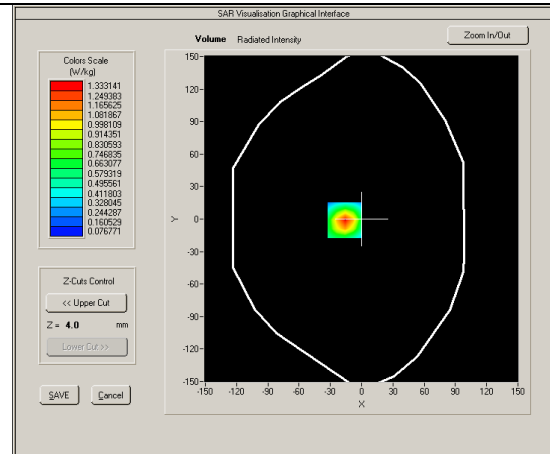 SAR Visualisation Graphical Interface
Volume Radiated Intensity
Zoom In/Out
Colors Scale
(W/kg)
1.333141
1.249383
1.165625
1.081867
0.998109
0.914351
0.830593
0.746835
0.663077
0.579319
0.495561
0.411803
0.328045
0.244287
0.160529
0.076771
Z-Cuts Control
<< Upper Cut
Z = 4.0 mm
Lower Cut >>
SAVE Cancel
150
120
90
60
30
0
-30
-60
-90
-120
-150
Y
-150 -120 -90 -60 -30 0 30 60 90 120 150
X